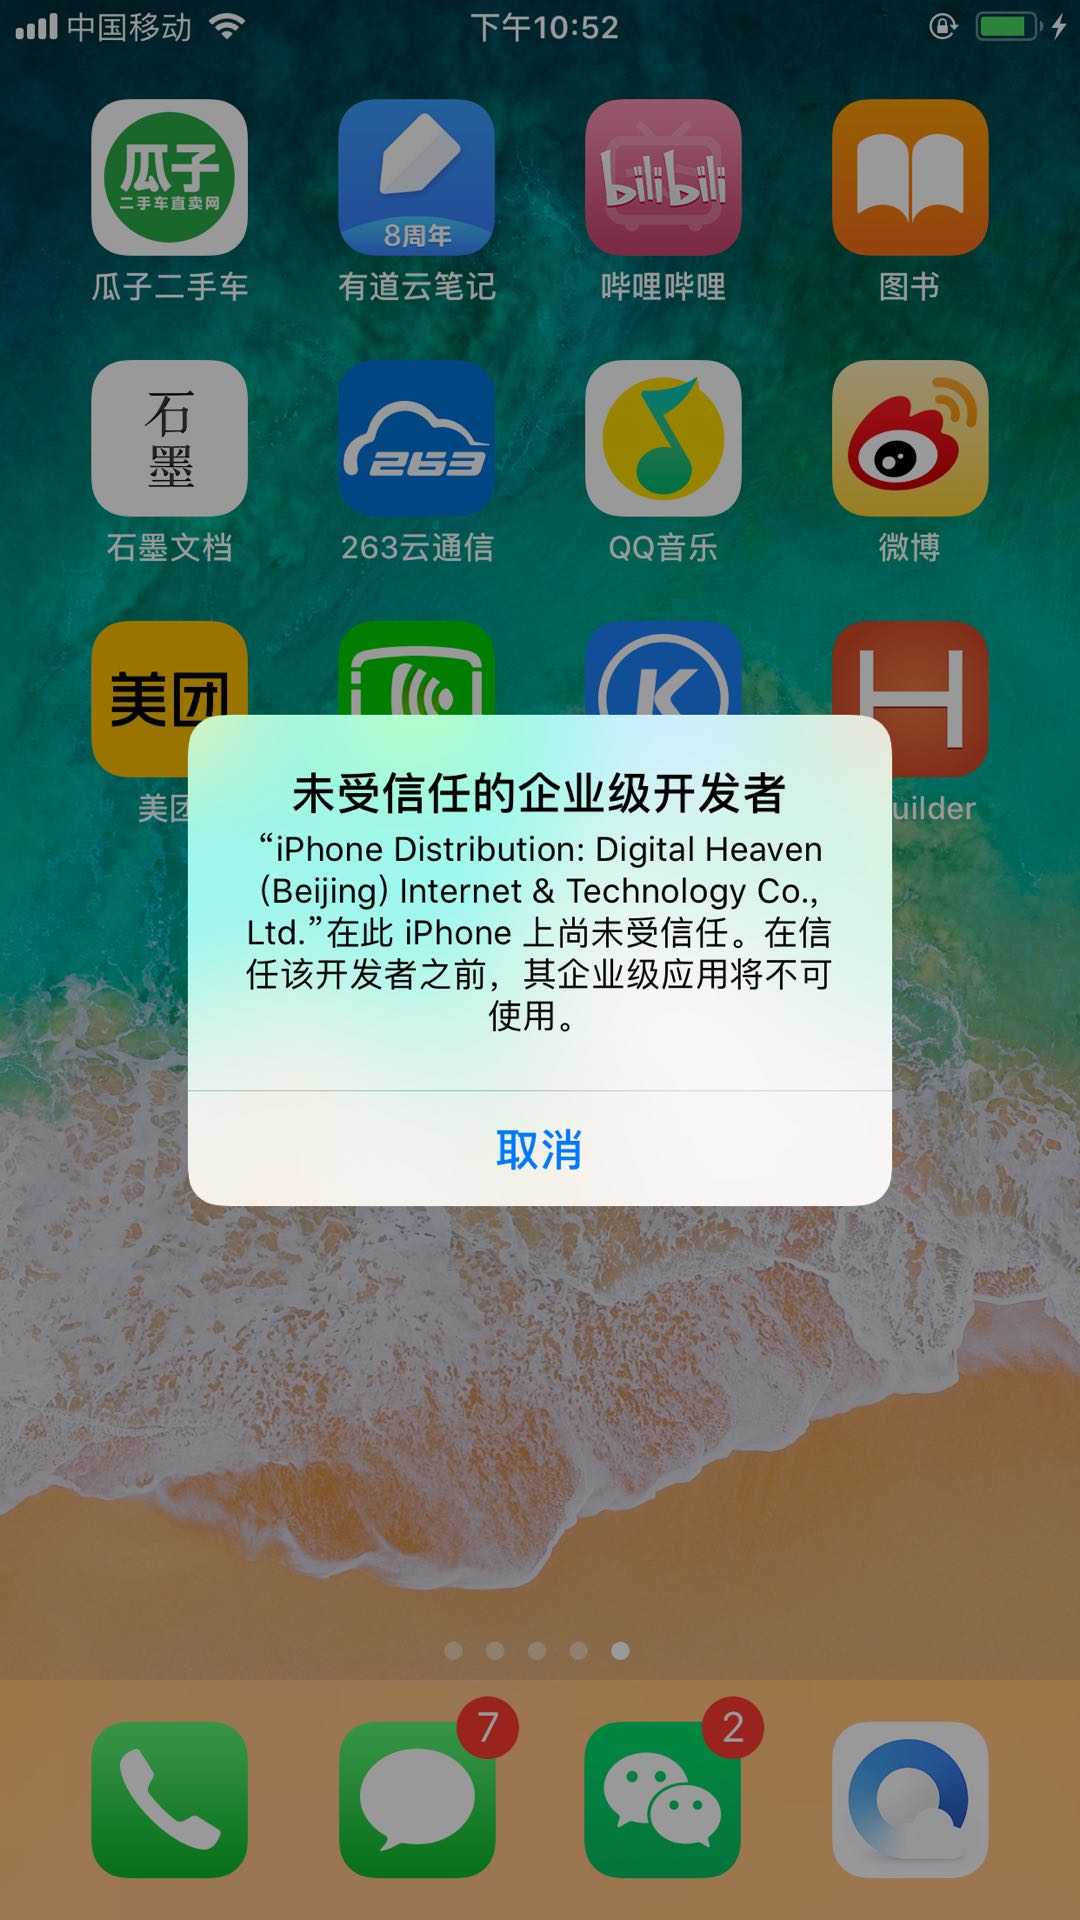 中国移动 下午10:52
瓜子
二手车直卖网
8周年
bilibili
瓜子二手车 有道云笔记 哔哩哔哩 图书
石墨
263
石墨文档 263云通信 QQ音乐 微博
美团
K
H
美团
uilder
未受信任的企业级开发者
“iPhone Distribution: Digital Heaven
(Beijing) Internet & Technology Co.,
Ltd.”在此 iPhone 上尚未受信任。在信
任该开发者之前，其企业级应用将不可
使用。
取消
7
2